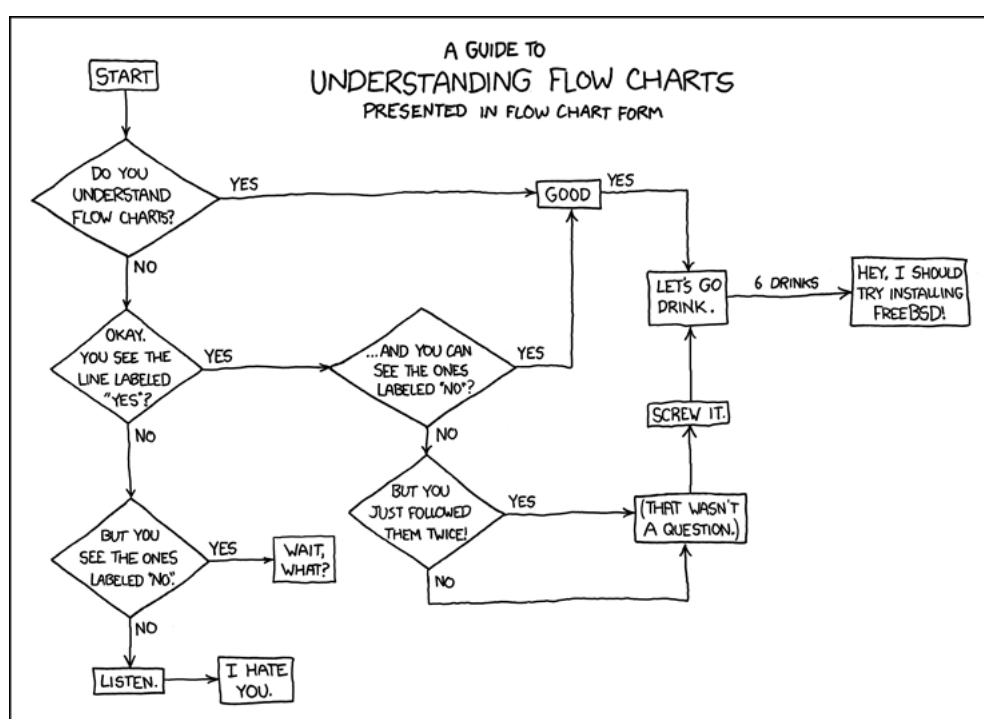 A GUIDE TO
UNDERSTANDING FLOW CHARTS
PRESENTED IN FLOW CHART FORM
START
DO YOU
UNDERSTAND
FLOW CHARTS?
YES
GOOD
YES
NO
LET'S GO
DRINK.
6 DRINKS
HEY, I SHOULD
TRY INSTALLING
FREEBSD!
OKAY.
YOU SEE THE
LINE LABELED
"YES"?
YES
...AND YOU CAN
SEE THE ONES
LABELED "NO"?
YES
NO
NO
SCREW IT.
BUT YOU
JUST FOLLOWED
THEM TWICE!
YES
(THAT WASN'T
A QUESTION.)
NO
BUT YOU
SEE THE ONES
LABELED "NO".
YES
WAIT,
WHAT?
NO
LISTEN.
I HATE
YOU.